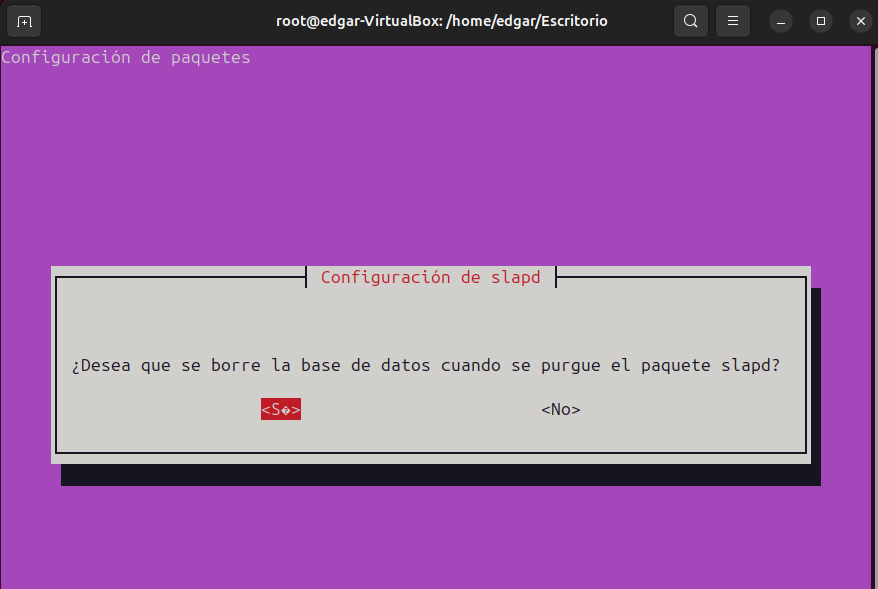 root@edgar-VirtualBox: /home/edgar/Escritorio
Configuración de paquetes
Configuración de slapd
¿Desea que se borre la base de datos cuando se purgue el paquete slapd?
<S�> <No>